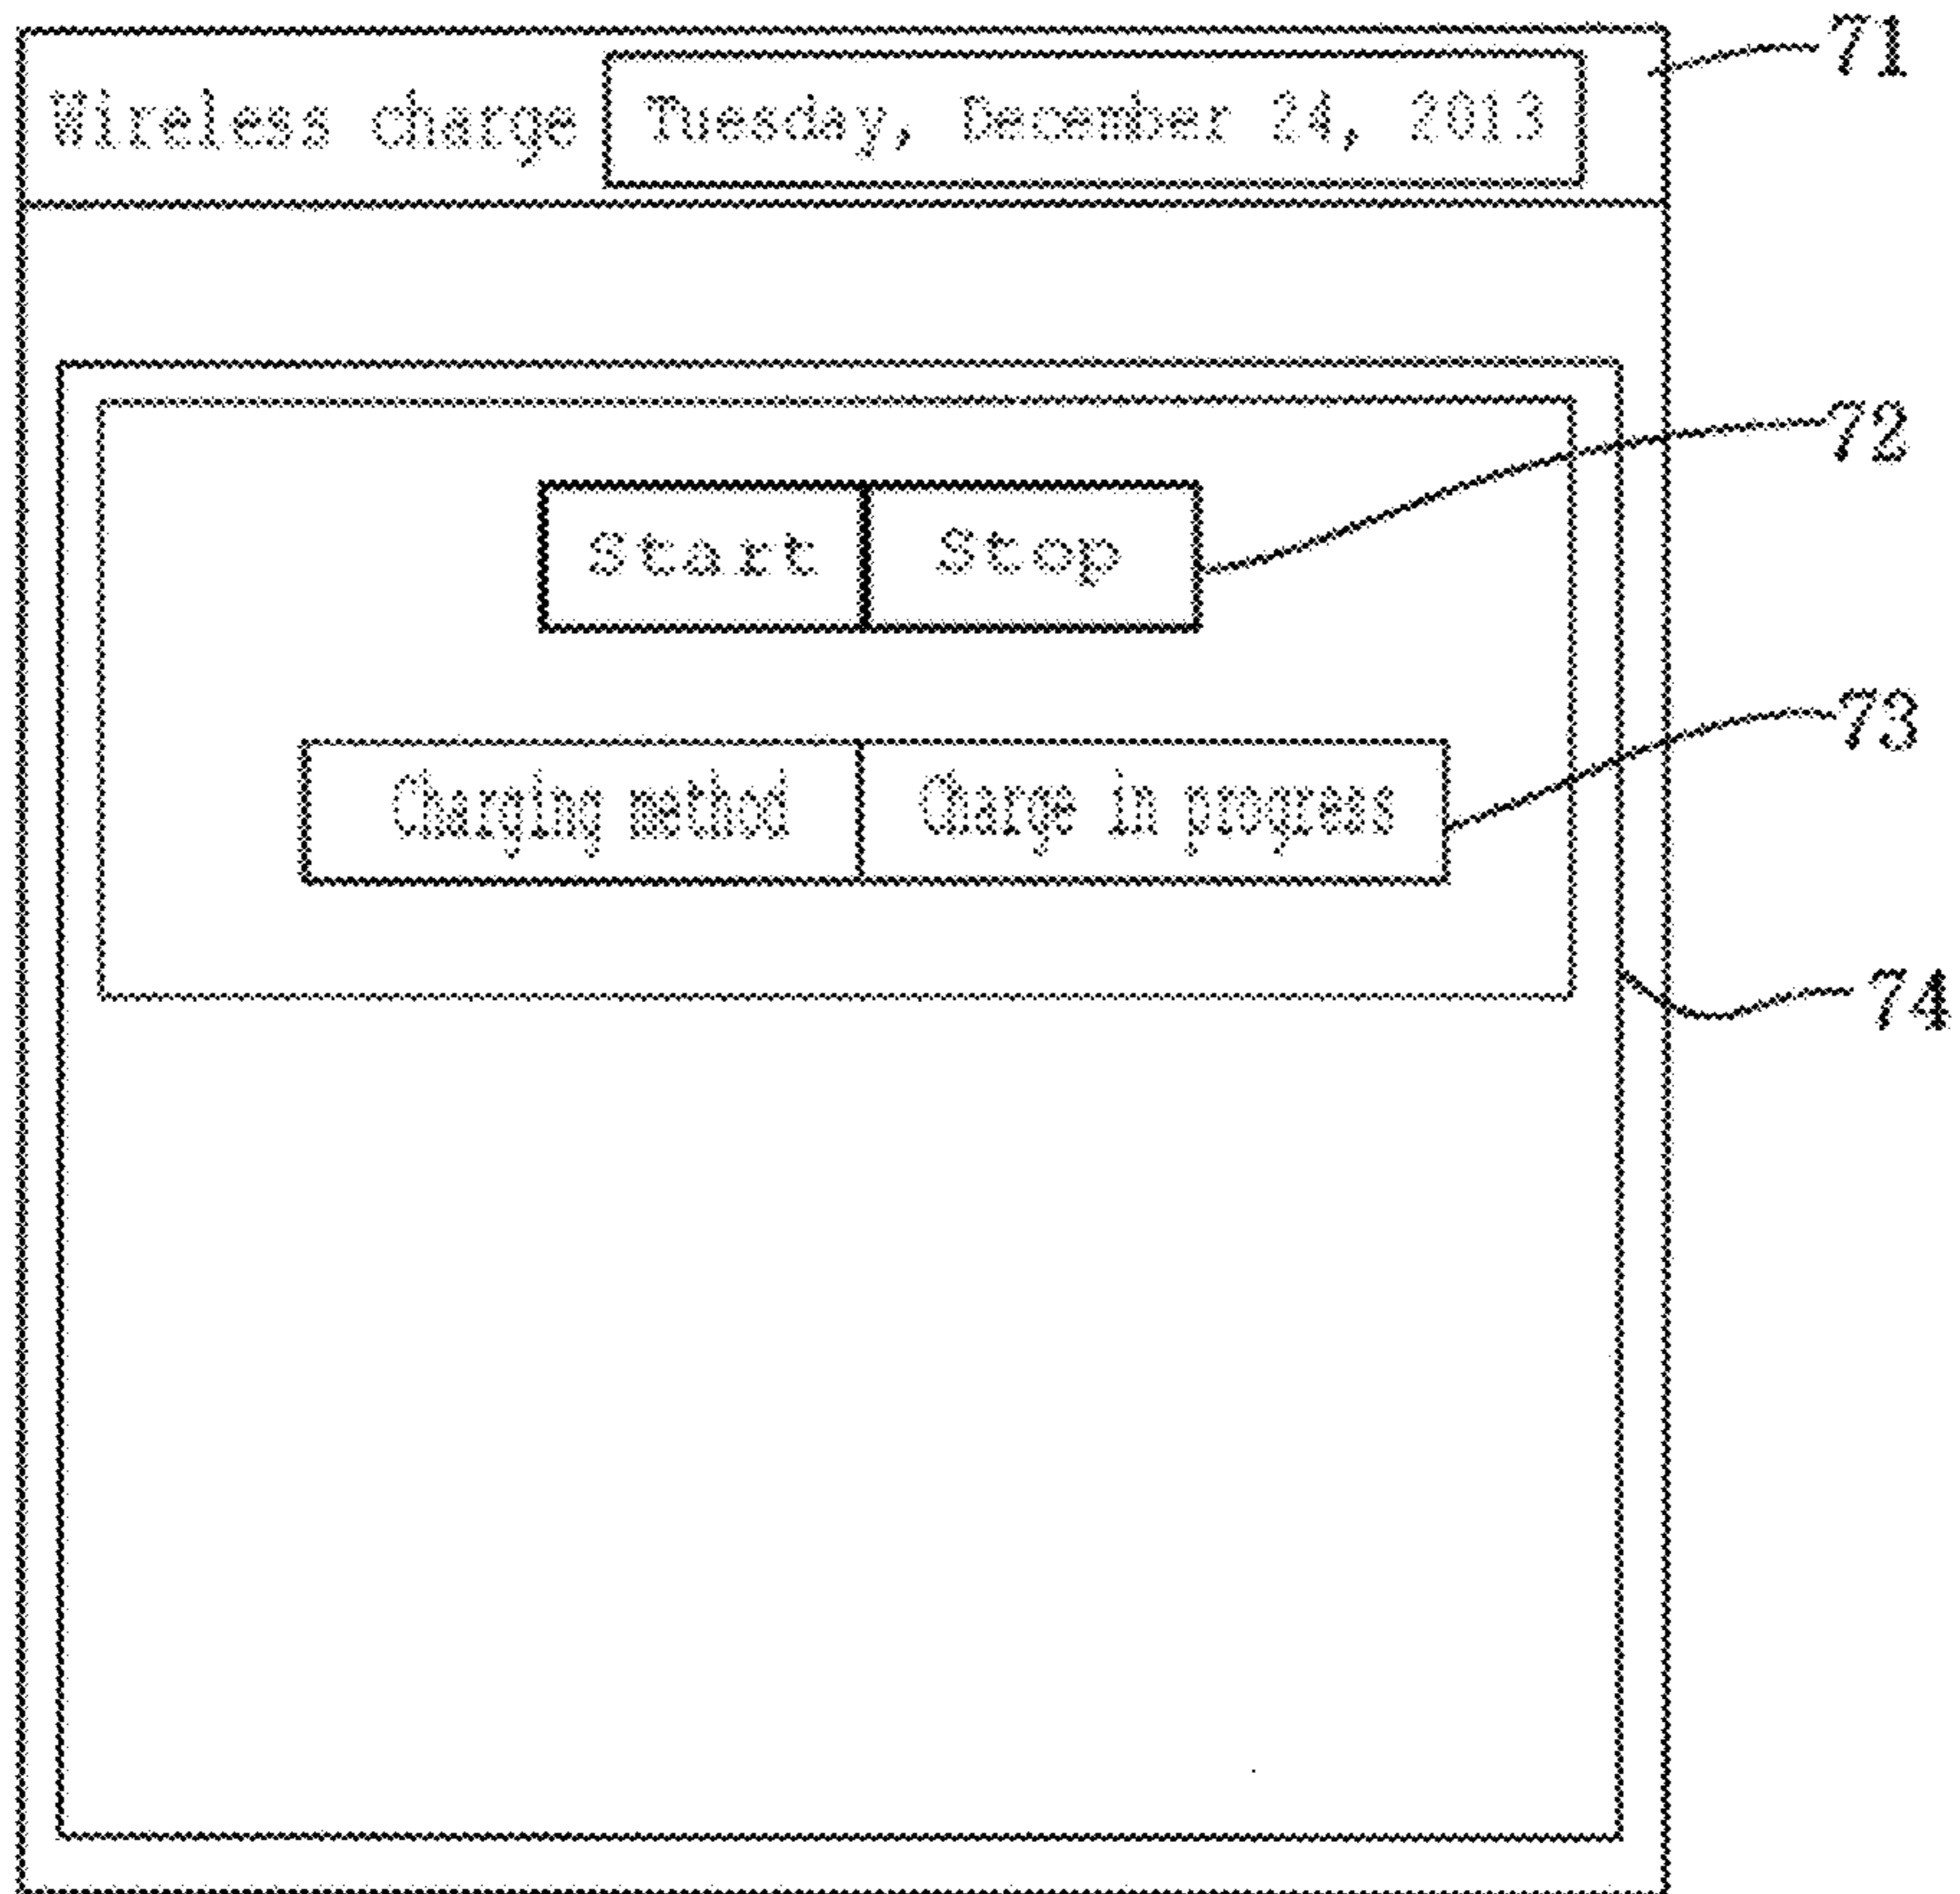 Wireless charge Tuesday, December 24, 2013
71
72
Start Stop
73
Charging method Charge in progress
74